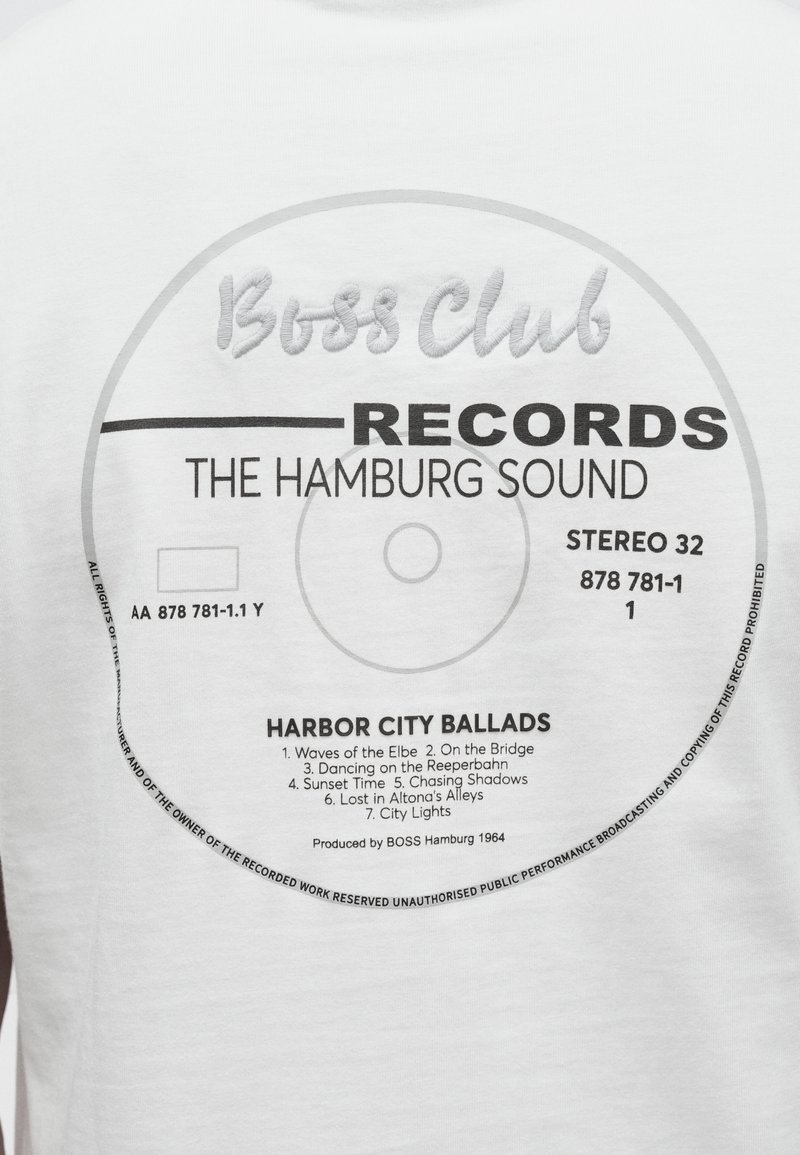 Boss Club
RECORDS
THE HAMBURG SOUND
STEREO 32
878 781-1
1
AA 878 781-1.1 Y
HARBOR CITY BALLADS
1. Waves of the Elbe 2. On the Bridge
3. Dancing on the Reeperbahn
4. Sunset Time 5. Chasing Shadows
6. Lost in Altona's Alleys
7. City Lights
Produced by BOSS Hamburg 1964
ALL RIGHTS OF THE MANUFACTURER AND OF THE OWNER OF THE RECORDED WORK RESERVED UNAUTHORISED PUBLIC PERFORMANCE BROADCASTING AND COPYING OF THIS RECORD PROHIBITED